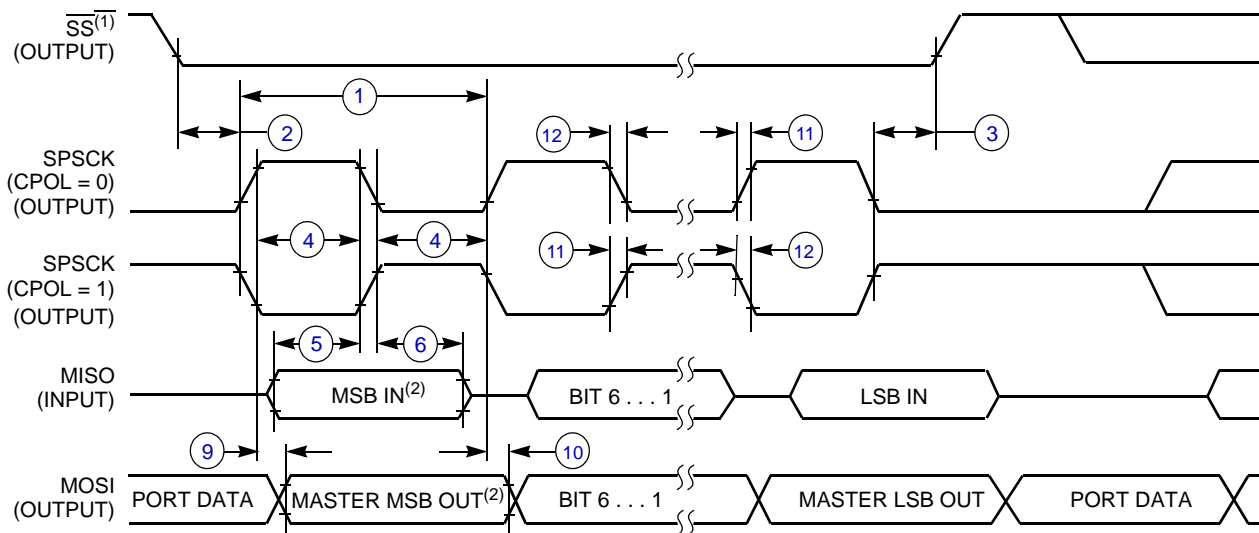 SS(1)
(OUTPUT)
1
2
12
11
3
SPSCK
(CPOL = 0)
(OUTPUT)
4
4
11
12
SPSCK
(CPOL = 1)
(OUTPUT)
5
6
MISO
(INPUT)
MSB IN(2)
BIT 6 . . . 1
LSB IN
9
10
MOSI
(OUTPUT)
PORT DATA
MASTER MSB OUT(2)
BIT 6 . . . 1
MASTER LSB OUT
PORT DATA